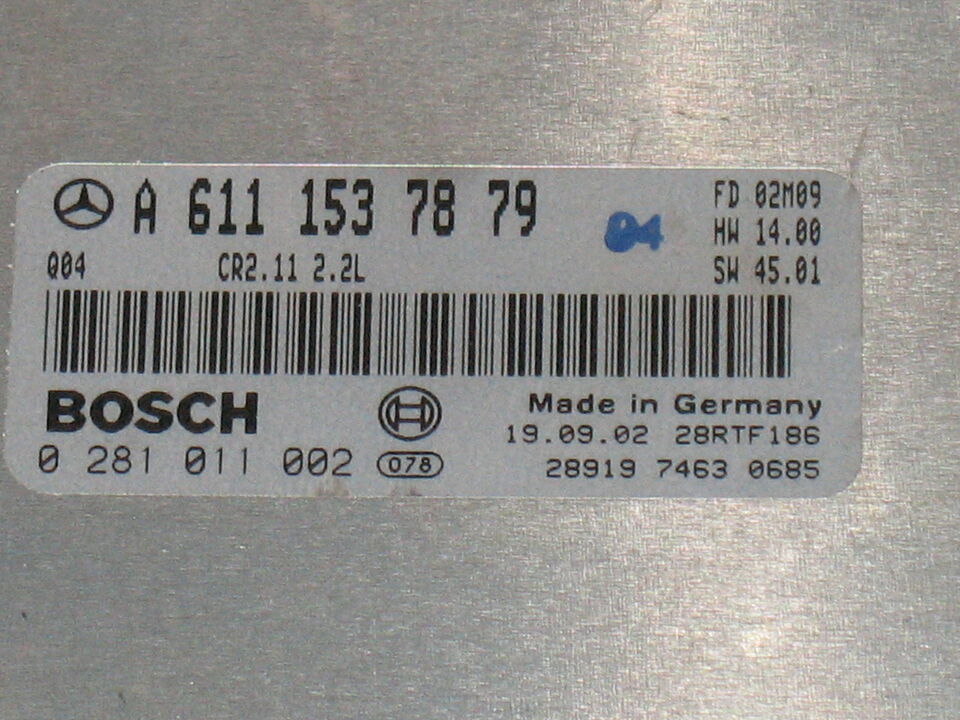 A 611 153 78 79
04
FD 02M09
HW 14.00
SW 45.01
Q04 CR2.11 2.2L
BOSCH
0 281 011 002 078
Made in Germany
19.09.02 28RTF186
28919 7463 0685